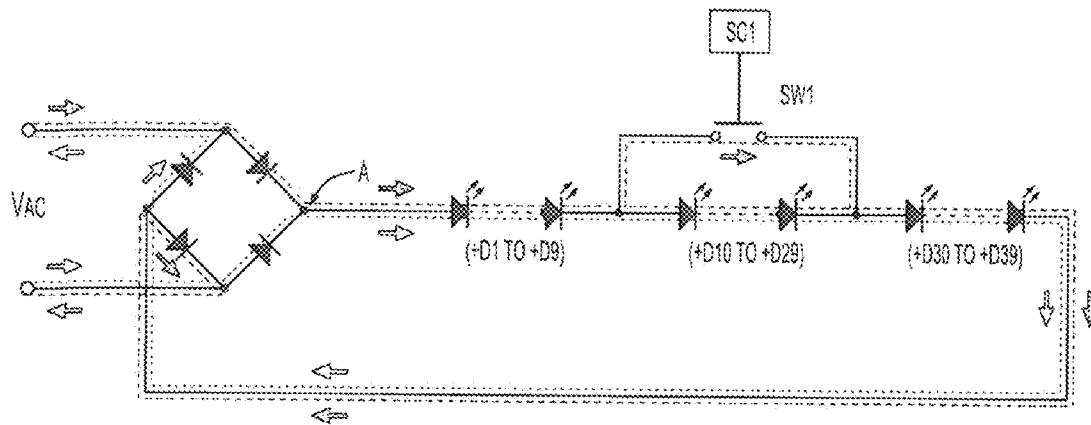 SC1
SW1
A
VAC
(+D1 TO +D9)
(+D10 TO +D29)
(+D30 TO +D39)